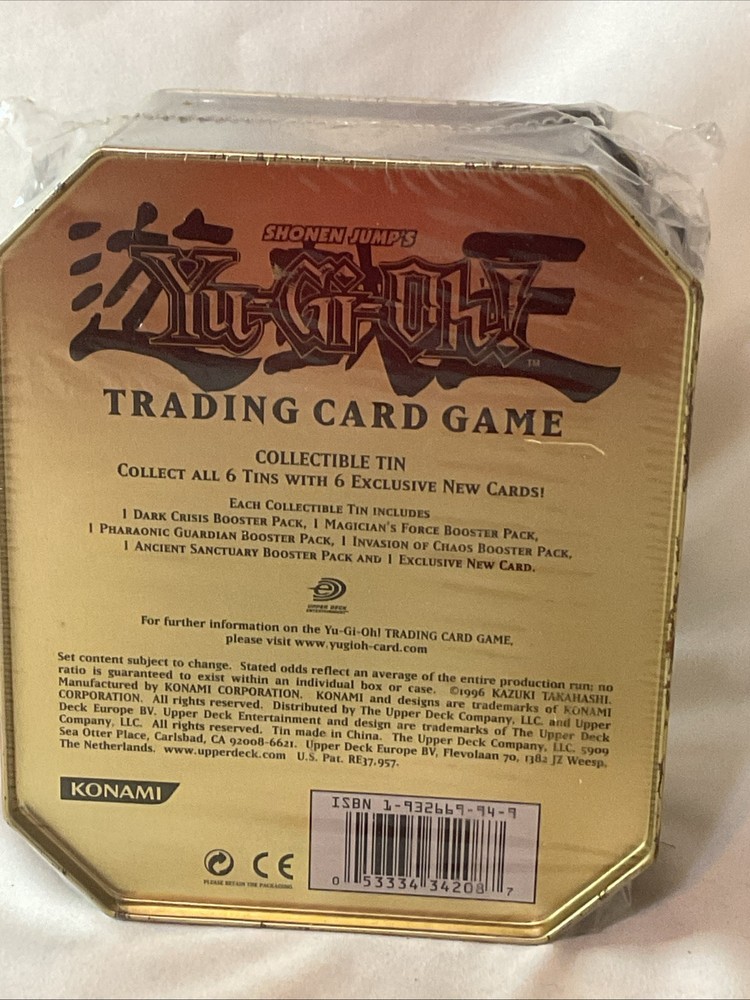 SHONEN JUMP'S
遊戯王
Yu-Gi-Oh!
TM
TRADING CARD GAME
COLLECTIBLE TIN
COLLECT ALL 6 TINS WITH 6 EXCLUSIVE NEW CARDS!
EACH COLLECTIBLE TIN INCLUDES
1 DARK CRISIS BOOSTER PACK, 1 MAGICIAN'S FORCE BOOSTER PACK,
1 PHARAONIC GUARDIAN BOOSTER PACK, 1 INVASION OF CHAOS BOOSTER PACK,
1 ANCIENT SANCTUARY BOOSTER PACK AND 1 EXCLUSIVE NEW CARD.
UPPER DECK
ENTERTAINMENT
For further information on the Yu-Gi-Oh! TRADING CARD GAME,
please visit www.yugioh-card.com
Set content subject to change. Stated odds reflect an average of the entire production run; no
ratio is guaranteed to exist within an individual box or case. ©1996 KAZUKI TAKAHASHI.
Manufactured by KONAMI CORPORATION. KONAMI and designs are trademarks of KONAMI
CORPORATION. All rights reserved. Distributed by The Upper Deck Company, LLC. and Upper
Deck Europe BV. Upper Deck Entertainment and design are trademarks of The Upper Deck
Company, LLC. All rights reserved. Tin made in China. The Upper Deck Company, LLC. 5909
Sea Otter Place, Carlsbad, CA 92008-6621. Upper Deck Europe BV, Flevolaan 70, 1382 JZ Weesp,
The Netherlands. www.upperdeck.com U.S. Pat. RE37,957.
KONAMI
CE
PLEASE RETAIN THE PACKAGING
ISBN 1-932669-94-9
0 53334 34208 7